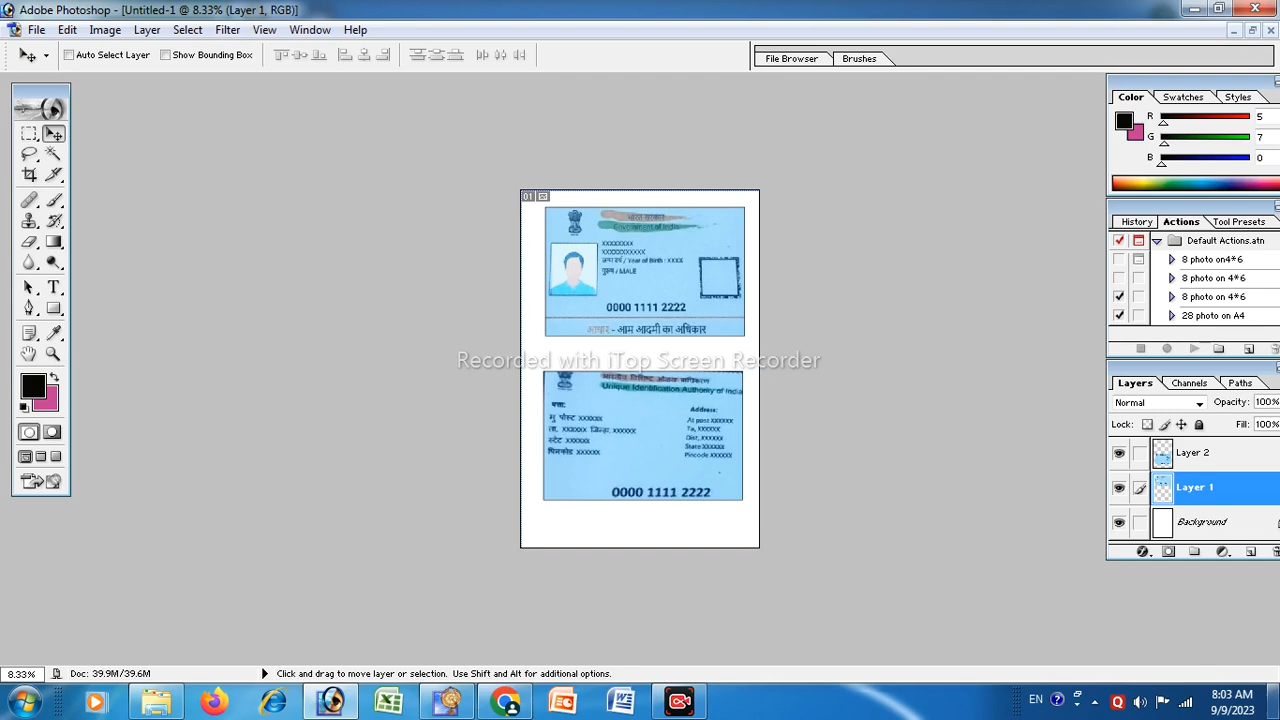 Adobe Photoshop - [Untitled-1 @ 8.33% (Layer 1, RGB)]
File Edit Image Layer Select Filter View Window Help
Auto Select Layer Show Bounding Box
File Browser Brushes
Color Swatches Styles
R 5
G 7
B 0
History Actions Tool Presets
Default Actions.atn
8 photo on4*6
8 photo on 4*6
8 photo on 4*6
28 photo on A4
Layers Channels Paths
Normal Opacity: 100%
Lock: Fill: 100%
Layer 2
Layer 1
Background
01
भारत सरकार
Government of India
XXXXXXXX
XXXXXXXXXXX
जन्म वर्ष / Year of Birth : XXXX
पुरुष / MALE
0000 1111 2222
आधार - आम आदमी का अधिकार
Recorded with iTop Screen Recorder
Unique Identification Authority of India
पत्ता:
मु पोस्ट XXXXXX
ता, XXXXXX जिल्हा, XXXXXX
स्टेट XXXXXX
पिनकोड XXXXXX
Address:
At post XXXXXX
Ta, XXXXXX
Dist, XXXXXX
State XXXXXX
Pincode XXXXXX
0000 1111 2222
8.33% Doc: 39.9M/39.6M Click and drag to move layer or selection. Use Shift and Alt for additional options.
EN
8:03 AM
9/9/2023